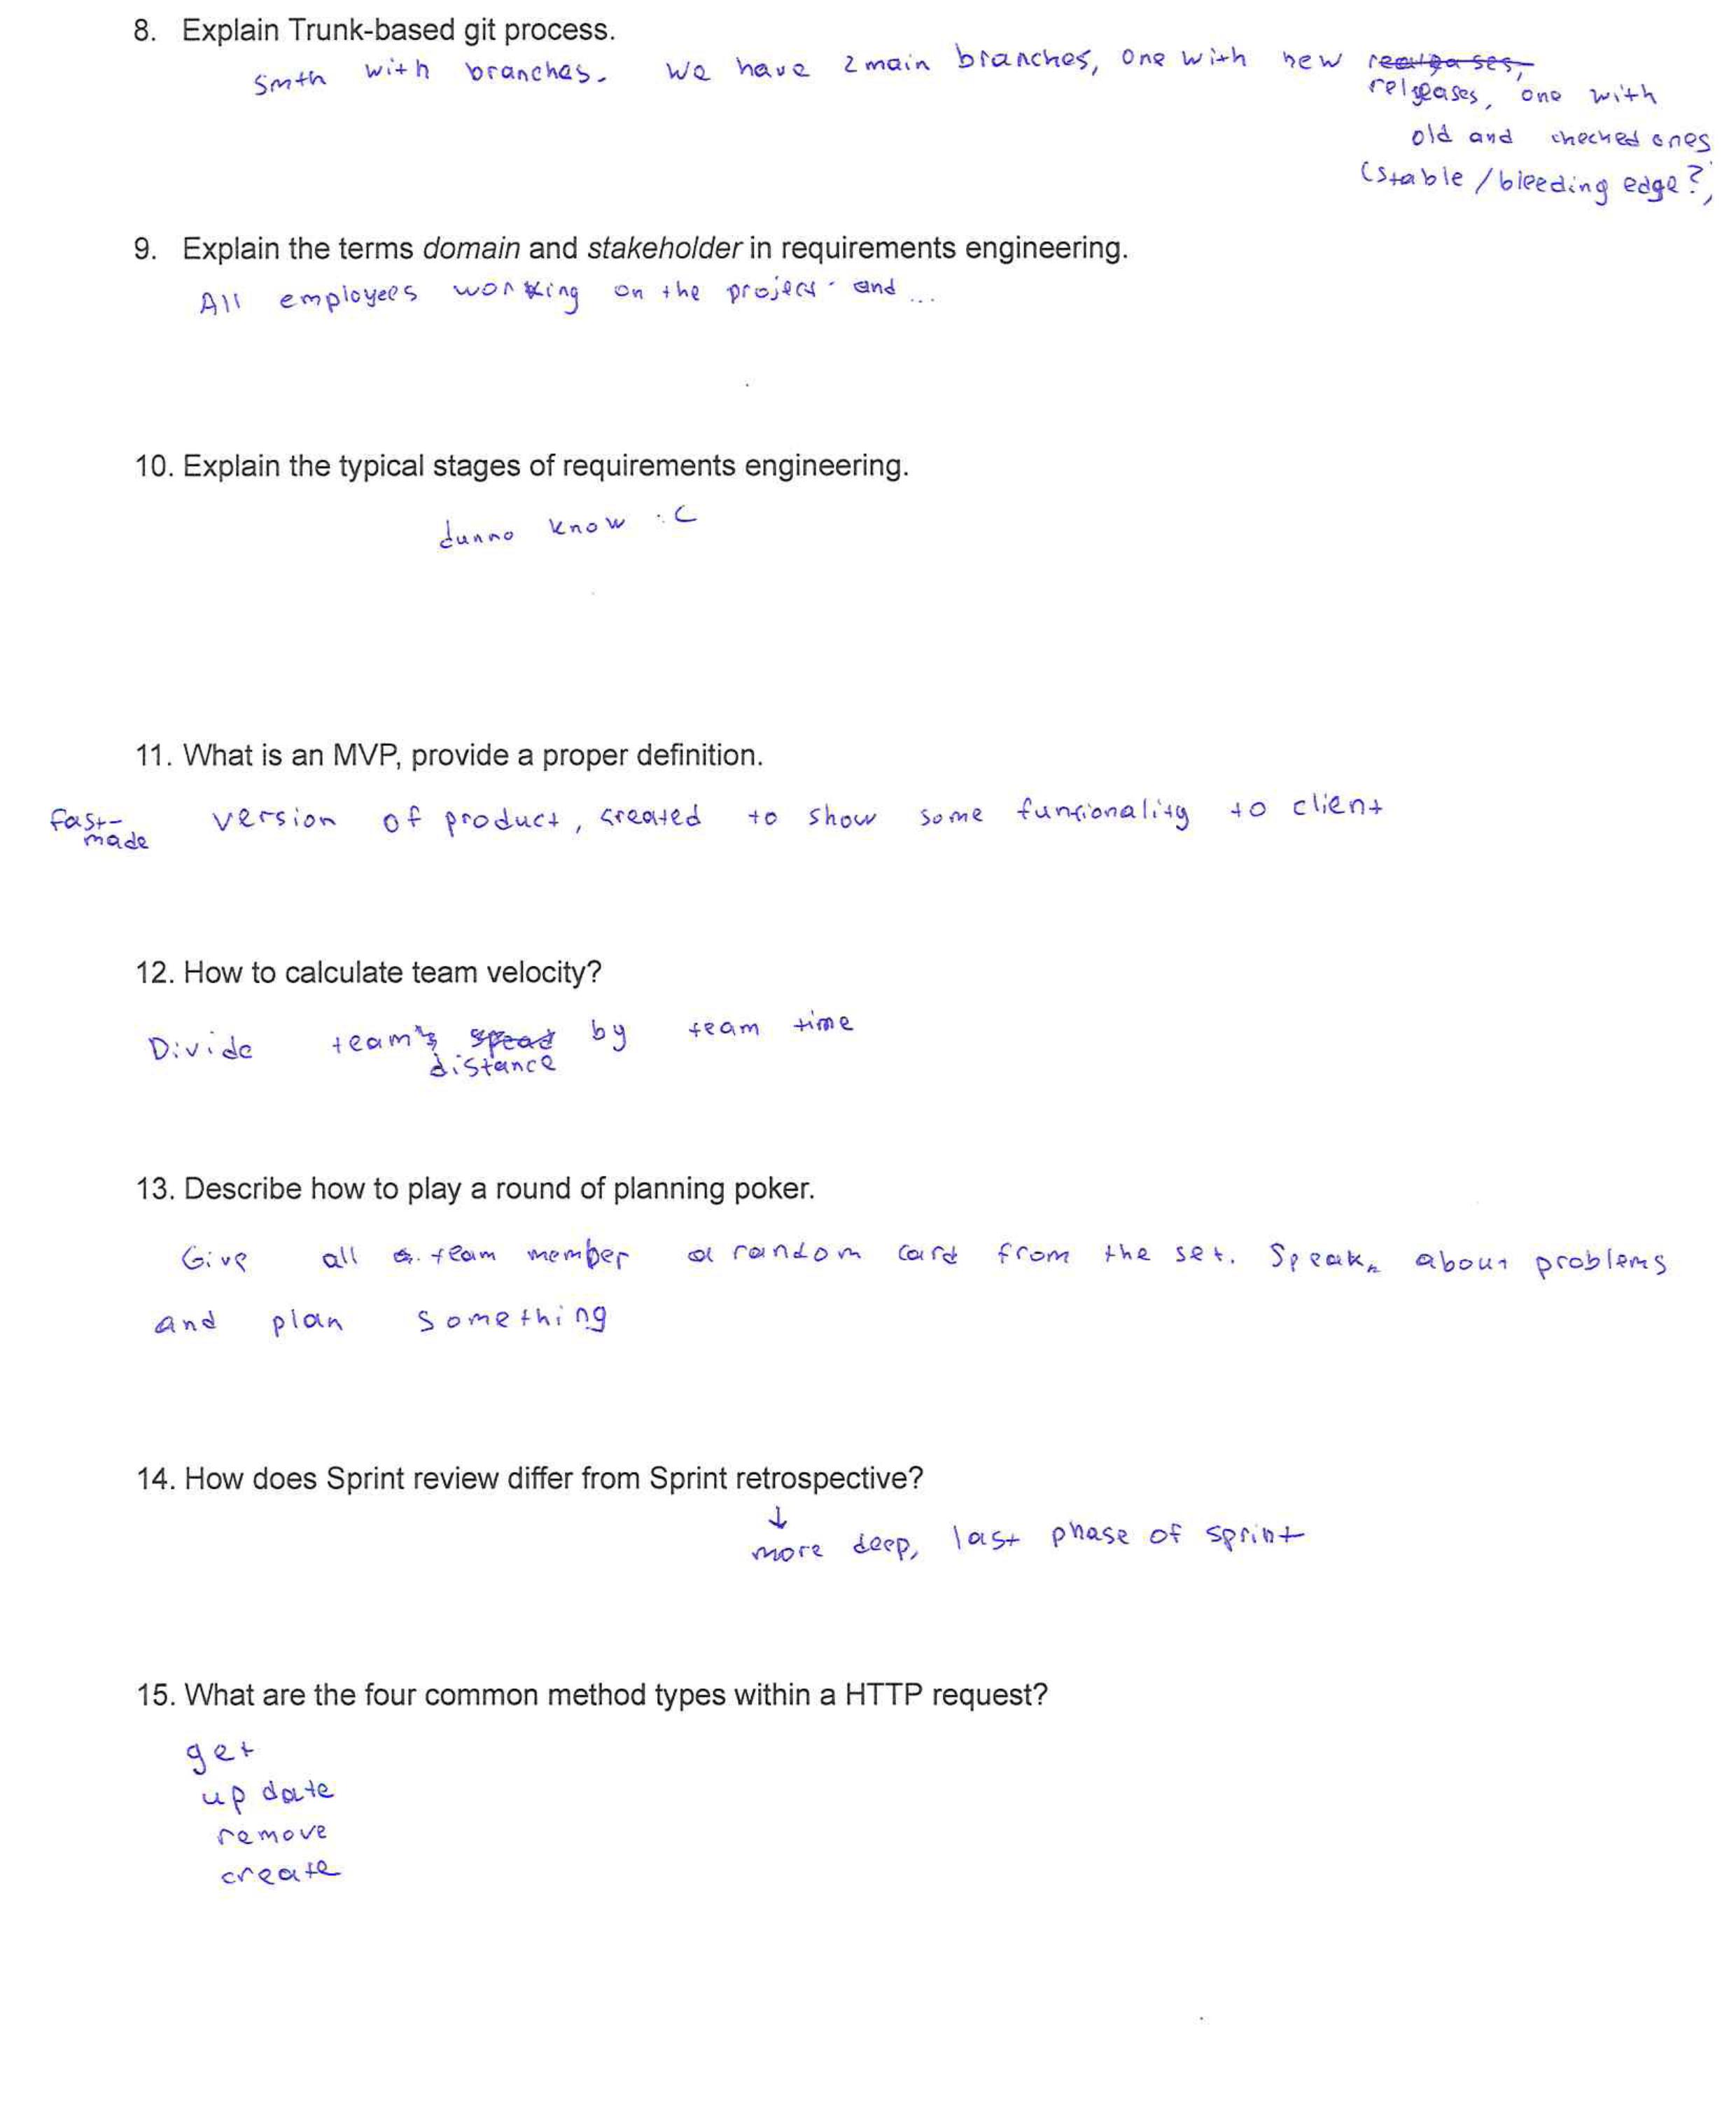 8. Explain Trunk-based git process.
Smth with branches. We have 2 main branches, one with new
releases, one with
old and checked ones
(stable / bleeding edge?)
9. Explain the terms domain and stakeholder in requirements engineering.
All employees working on the project and ...
10. Explain the typical stages of requirements engineering.
dunno know :C
11. What is an MVP, provide a proper definition.
Fast-made version of product, created to show some funcionality to client
12. How to calculate team velocity?
Divide team's distance by team time
13. Describe how to play a round of planning poker.
Give all team member a random card from the set. Speak about problems
and plan something
14. How does Sprint review differ from Sprint retrospective?
↓
more deep, last phase of sprint
15. What are the four common method types within a HTTP request?
get
update
remove
create